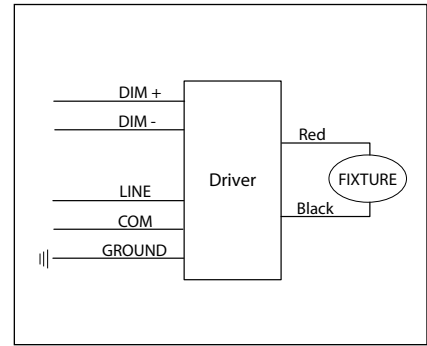 DIM +
DIM -
LINE
COM
GROUND
Driver
Red
FIXTURE
Black